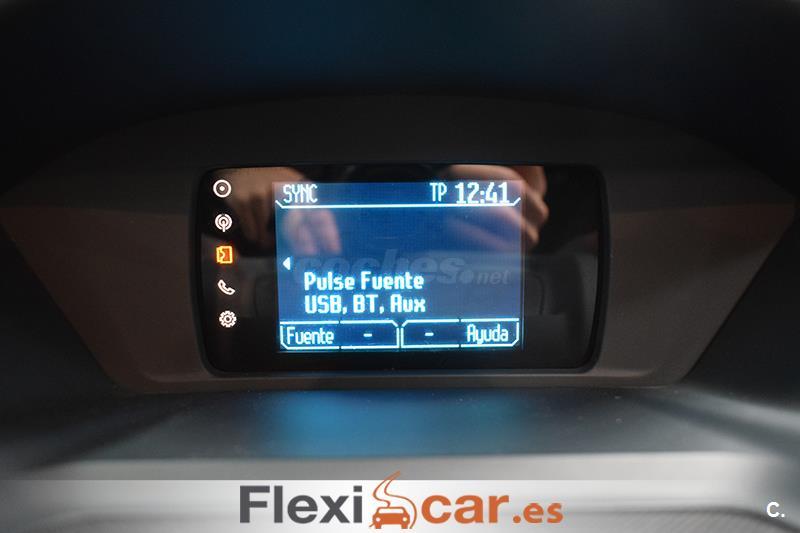 SYNC TP 12:41
coches.net
Pulse Fuente
USB, BT, Aux
Fuente - - Ayuda
Flexicar.es
c.